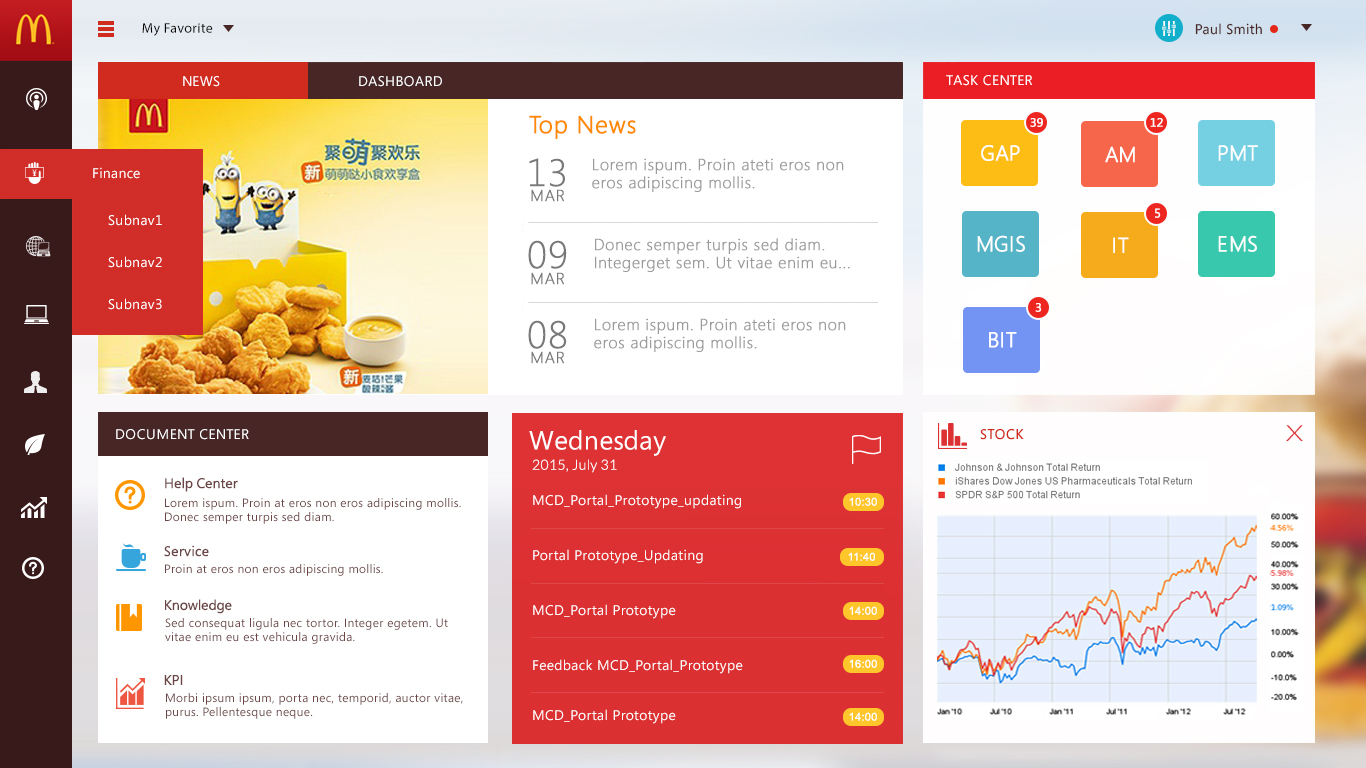 My Favorite
Paul Smith
Finance
Subnav1
Subnav2
Subnav3
NEWS
DASHBOARD
聚萌聚欢乐
新 萌萌哒小食欢享盒
新
Top News
13
MAR
Lorem ispum. Proin ateti eros non
eros adipiscing mollis.
09
MAR
Donec semper turpis sed diam.
Integerget sem. Ut vitae enim eu...
08
MAR
Lorem ispum. Proin ateti eros non
eros adipiscing mollis.
TASK CENTER
GAP
39
AM
12
PMT
MGIS
IT
5
EMS
BIT
3
DOCUMENT CENTER
Help Center
Lorem ispum. Proin at eros non eros adipiscing mollis.
Donec semper turpis sed diam.
Service
Proin at eros non eros adipiscing mollis.
Knowledge
Sed consequat ligula nec tortor. Integer egetem. Ut
vitae enim eu est vehicula gravida.
KPI
Morbi ipsum ipsum, porta nec, temporid, auctor vitae,
purus. Pellentesque neque.
Wednesday
2015, July 31
MCD_Portal_Prototype_updating 10:30
Portal Prototype_Updating 11:40
MCD_Portal Prototype 14:00
Feedback MCD_Portal_Prototype 16:00
MCD_Portal Prototype 14:00
STOCK
Johnson & Johnson Total Return
iShares Dow Jones US Pharmaceuticals Total Return
SPDR S&P 500 Total Return
60.00%
4.56%
50.00%
40.00%
5.98%
30.00%
1.09%
10.00%
0.00%
-10.0%
-20.0%
Jan '10 Jul '10 Jan '11 Jul '11 Jan '12 Jul '12